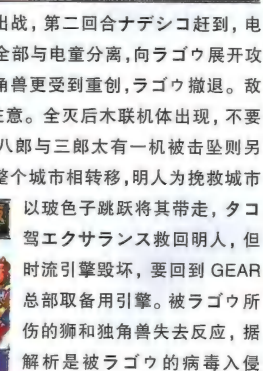 出战，第二回合ナデシコ赶到，电
全部与电童分离，向ラゴウ展开攻
角兽更受到重创，ラゴウ撤退。敌
注意。全灭后木联机体出现，不要
八郎与三郎太有一机被击坠则另
整个城市相转移，明人为挽救城市
以玻色子跳跃将其带走，タコ
驾エクサランス救回明人，但
时流引擎毁坏，要回到 GEAR
总部取备用引擎。被ラゴウ所
伤的狮和独角兽失去反应，据
解析是被ラゴウ的病毒入侵